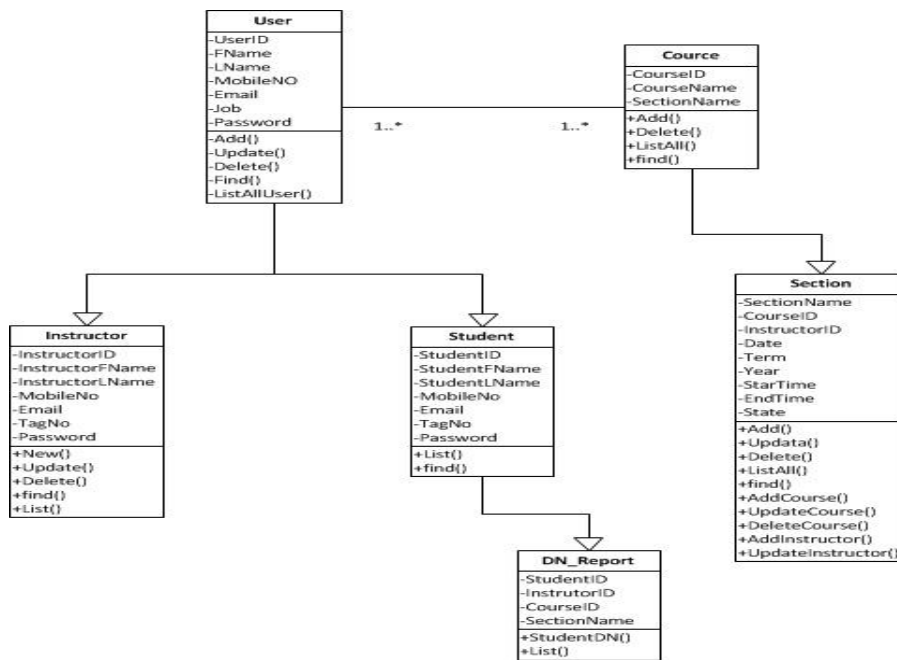 User
-UserID
-FName
-LName
-MobileNO
-Email
-Job
-Password
-Add()
-Update()
-Delete()
-Find()
-ListAllUser()
1..*
1..*
Cource
-CourseID
-CourseName
-SectionName
+Add()
+Delete()
+ListAll()
+find()
Instructor
-InstructorID
-InstructorFName
-InstructorLName
-MobileNo
-Email
-TagNo
-Password
+New()
+Update()
+Delete()
+find()
+List()
Student
-StudentID
-StudentFName
-StudentLName
-MobileNo
-Email
-TagNo
-Password
+List()
+find()
Section
-SectionName
-CourseID
-InstructorID
-Date
-Term
-Year
-StarTime
-EndTime
-State
+Add()
+Updata()
+Delete()
+ListAll()
+find()
+AddCourse()
+UpdateCourse()
+DeleteCourse()
+AddInstructor()
+UpdateInstructor()
DN_Report
-StudentID
-InstrutorID
-CourseID
-SectionName
+StudentDN()
+List()